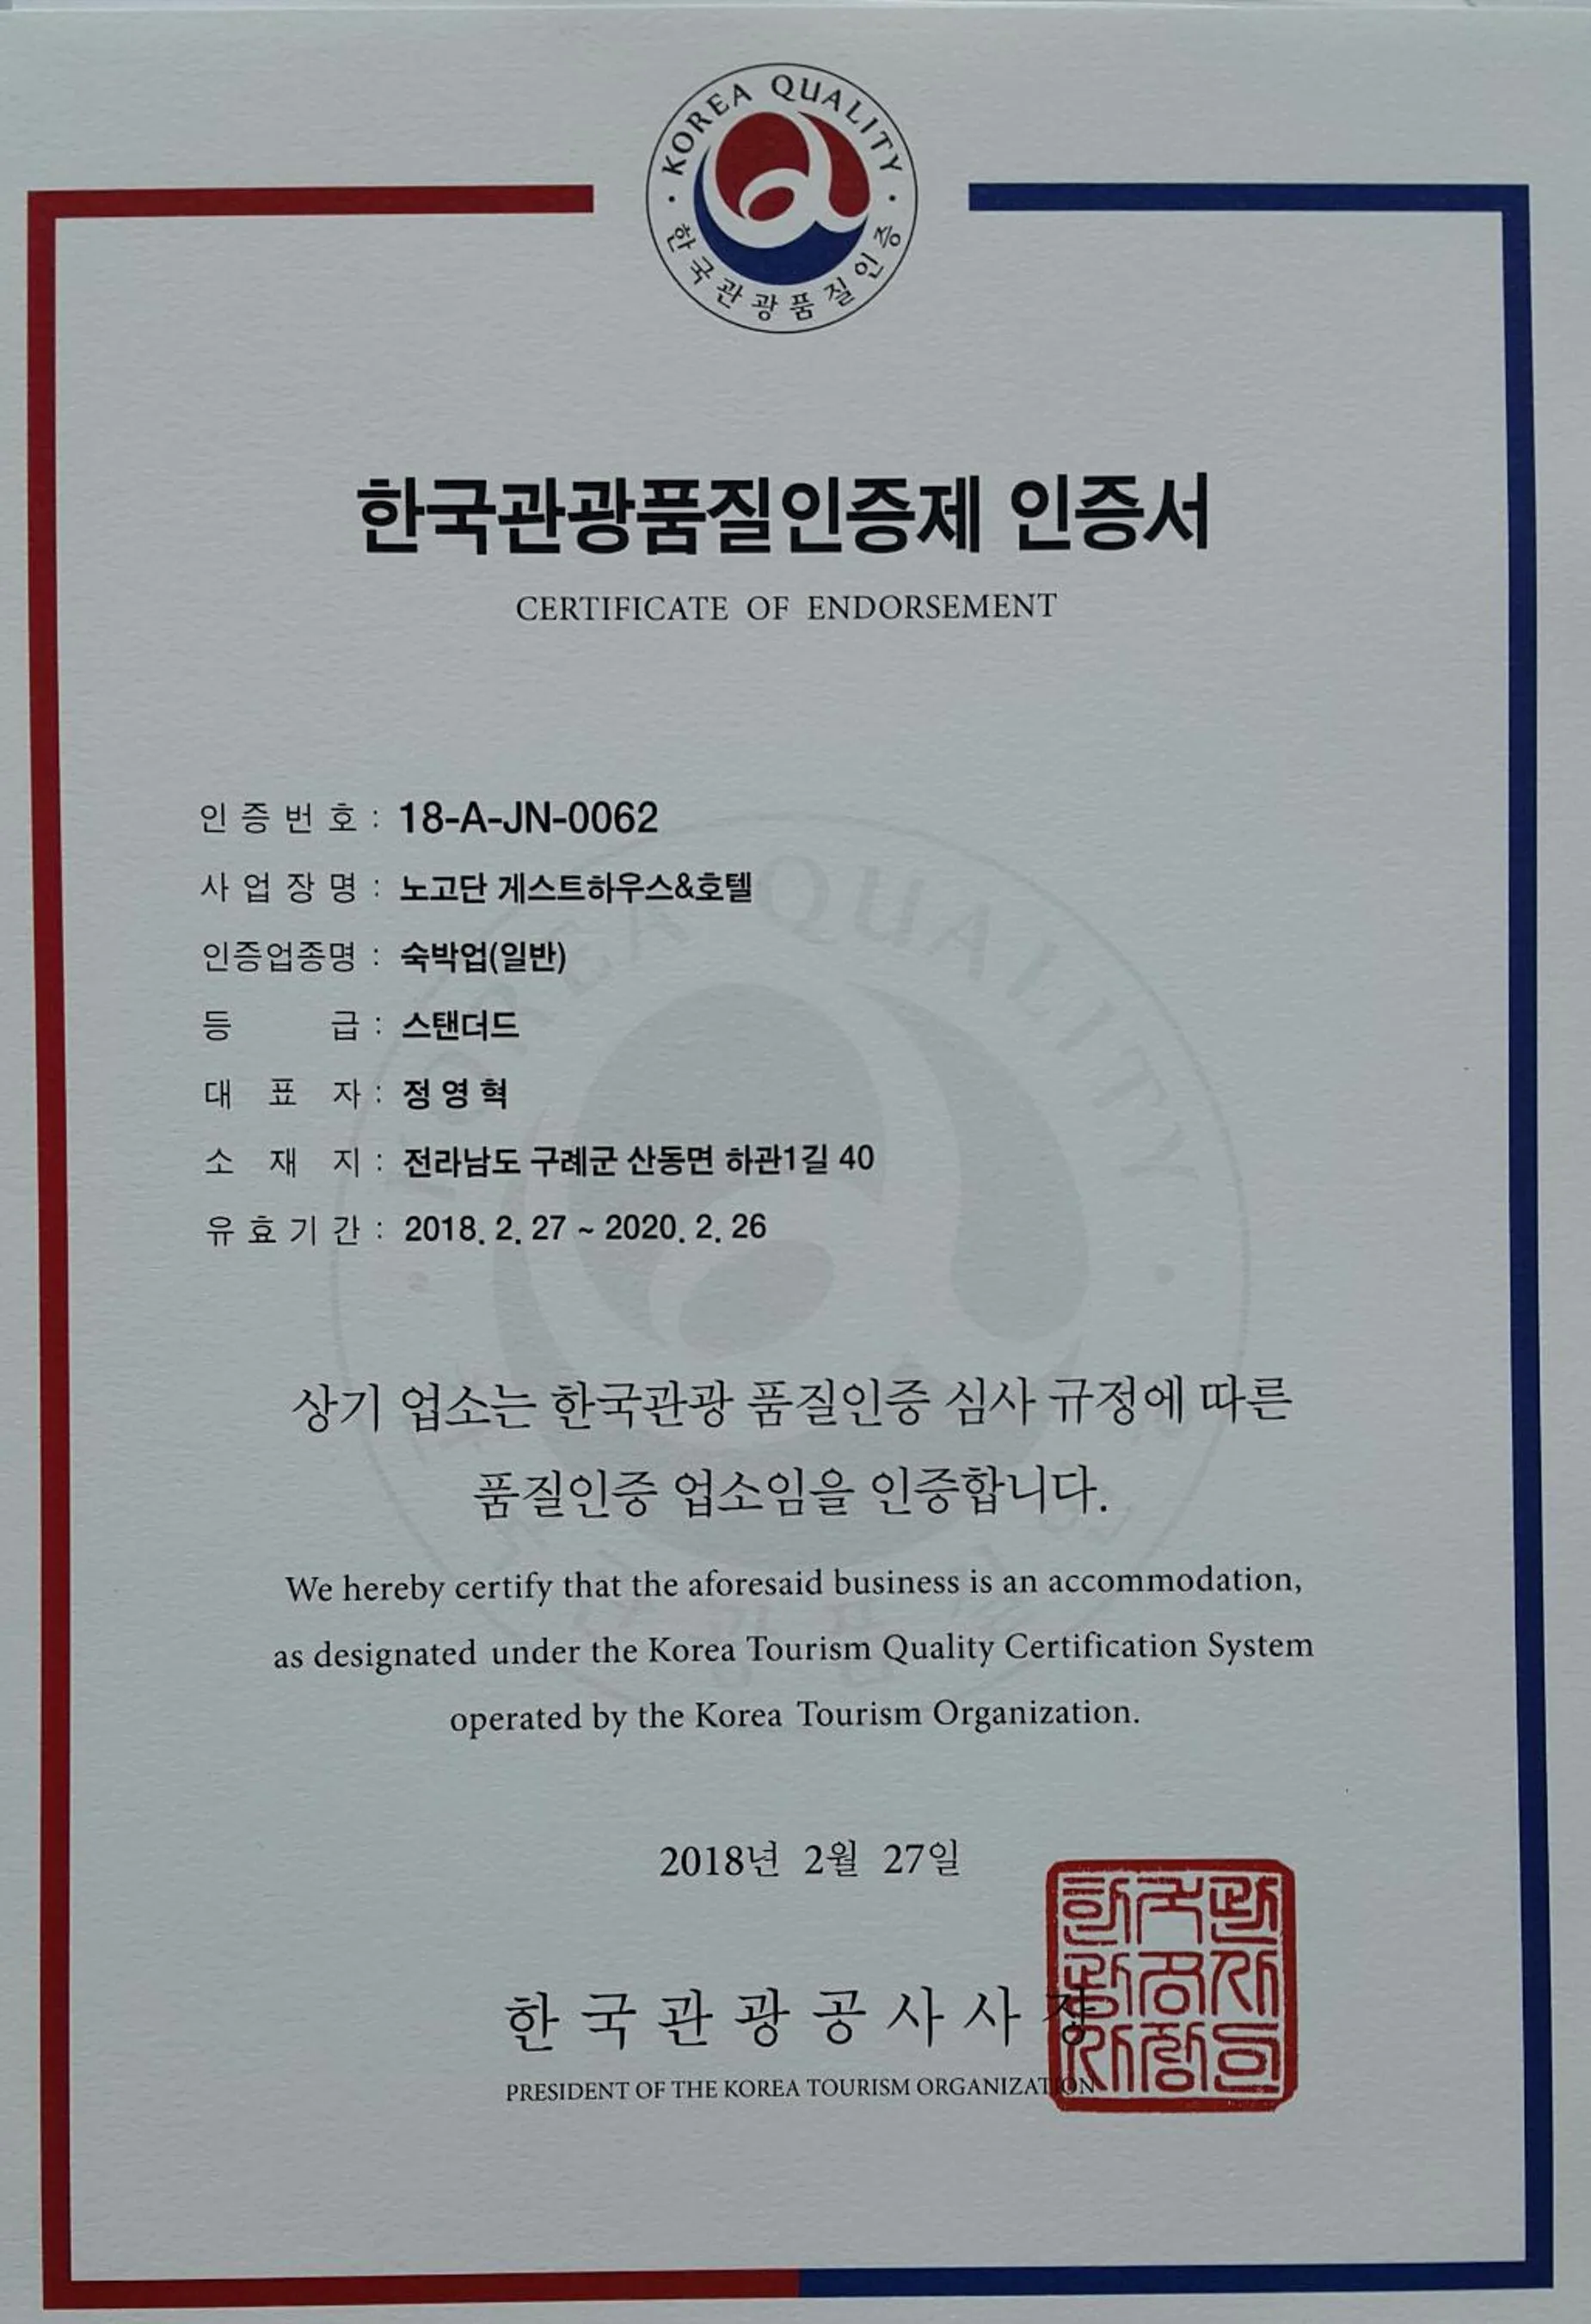 KOREA QUALITY
한국관광품질인증
한국관광품질인증제 인증서
CERTIFICATE OF ENDORSEMENT
인증번호 : 18-A-JN-0062
사업장명 : 노고단 게스트하우스&호텔
인증업종명 : 숙박업(일반)
등 급 : 스탠더드
대 표 자 : 정영혁
소 재 지 : 전라남도 구례군 산동면 하관1길 40
유효기간 : 2018. 2. 27 ~ 2020. 2. 26
상기 업소는 한국관광 품질인증 심사 규정에 따른
품질인증 업소임을 인증합니다.
We hereby certify that the aforesaid business is an accommodation,
as designated under the Korea Tourism Quality Certification System
operated by the Korea Tourism Organization.
2018년 2월 27일
한국관광공사사장
PRESIDENT OF THE KOREA TOURISM ORGANIZATION
한국관
광공사
사장인